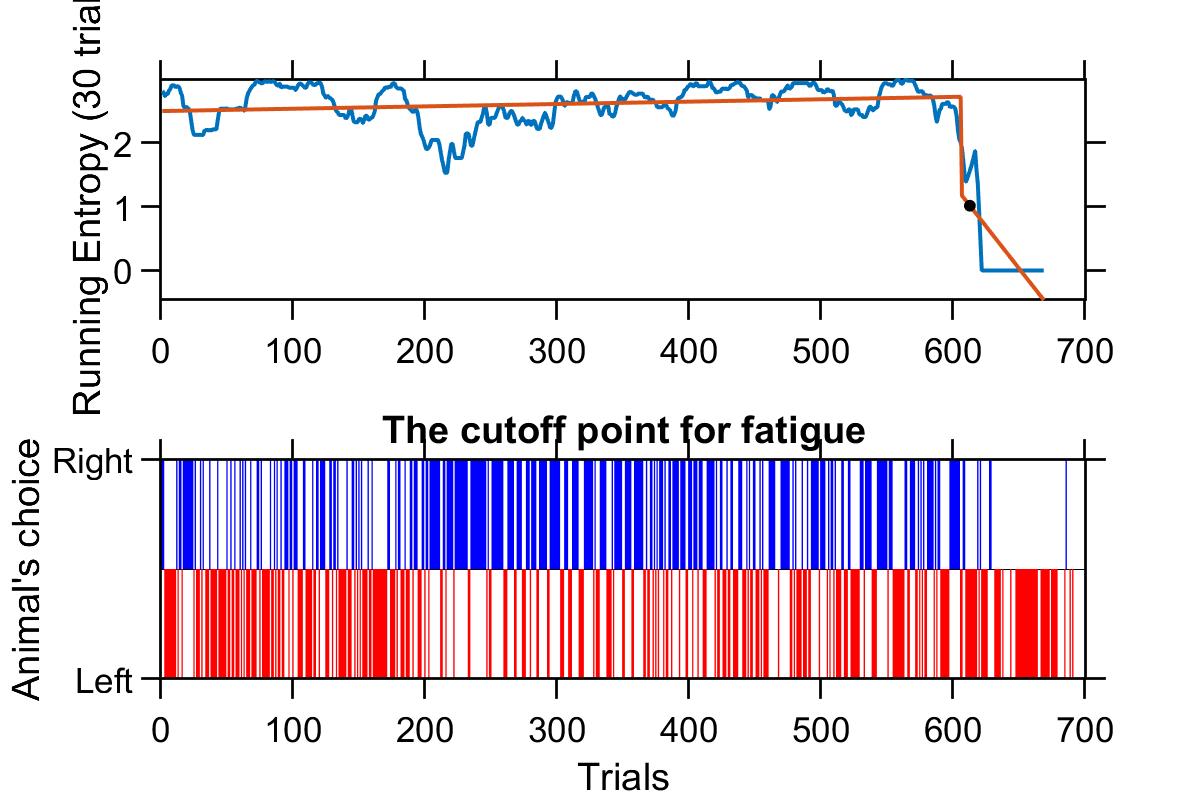 Running Entropy (30 trial
2
1
0
0 100 200 300 400 500 600 700
The cutoff point for fatigue
Animal's choice
Right
Left
0 100 200 300 400 500 600 700
Trials